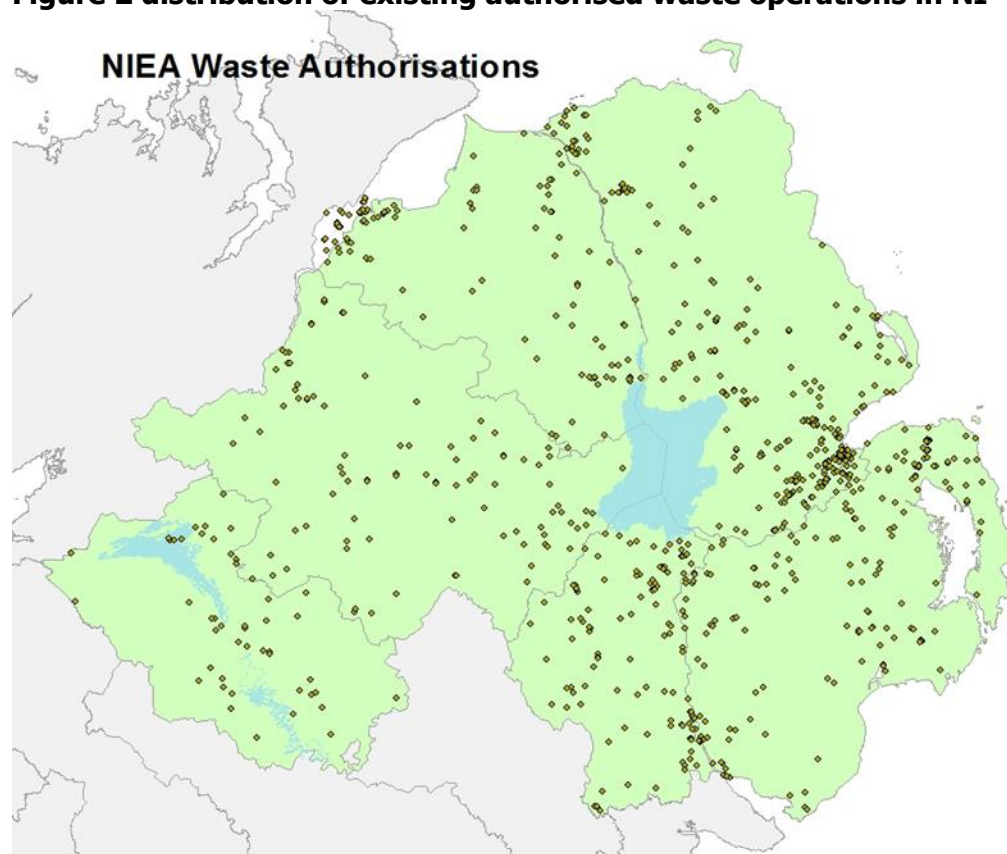 Figure 2 distribution of existing authorised waste operations in NI
NIEA Waste Authorisations